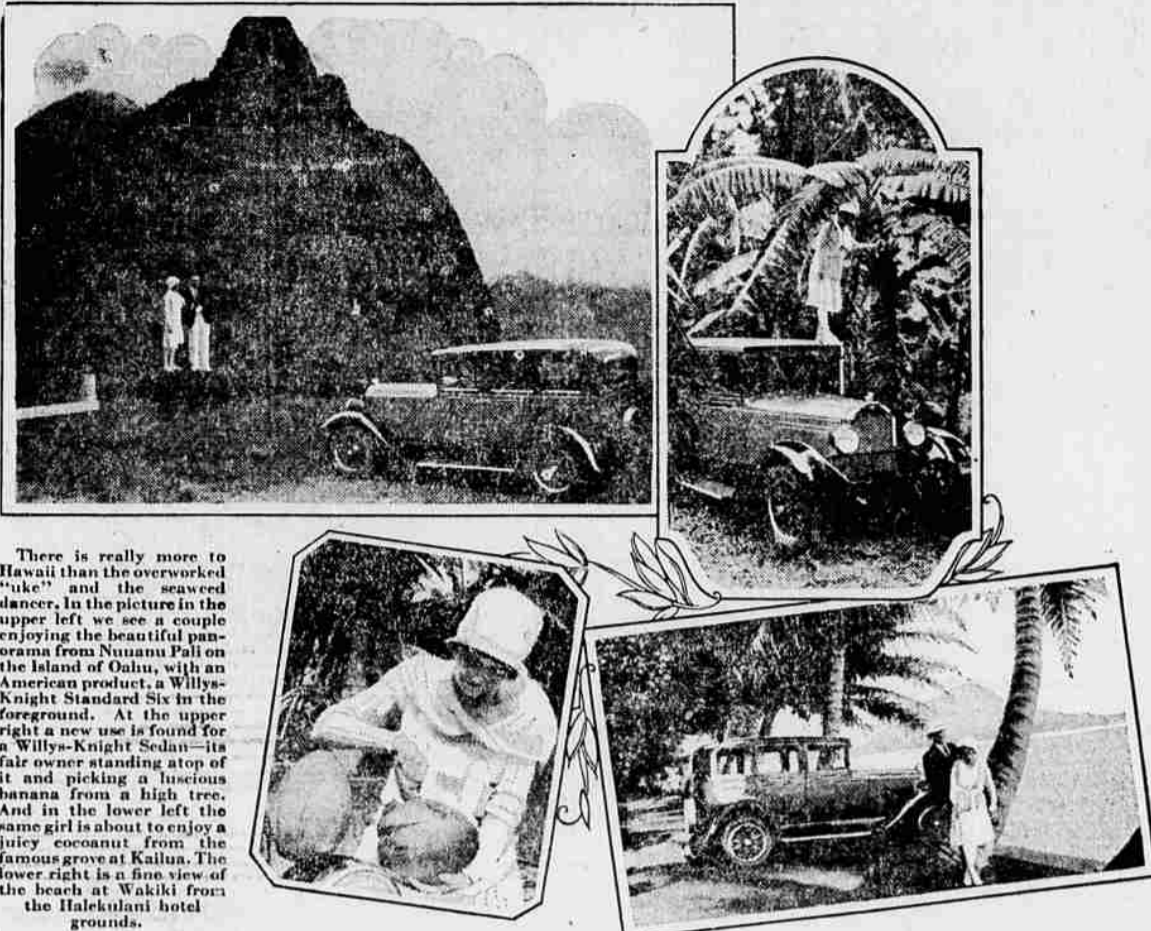 There is really more to
Hawaii than the overworked
"uke" and the seaweed
dancer. In the picture in the
upper left we see a couple
enjoying the beautiful pan-
orama from Nuuanu Pali on
the Island of Oahu, with an
American product, a Willys-
Knight Standard Six in the
foreground. At the upper
right a new use is found for
a Willys-Knight Sedan—its
fair owner standing atop of
it and picking a luscious
banana from a high tree.
And in the lower left the
same girl is about to enjoy a
juicy cocoanut from the
famous grove at Kailua. The
lower right is a fine view of
the beach at Wakiki from
the Halekulani hotel
grounds.